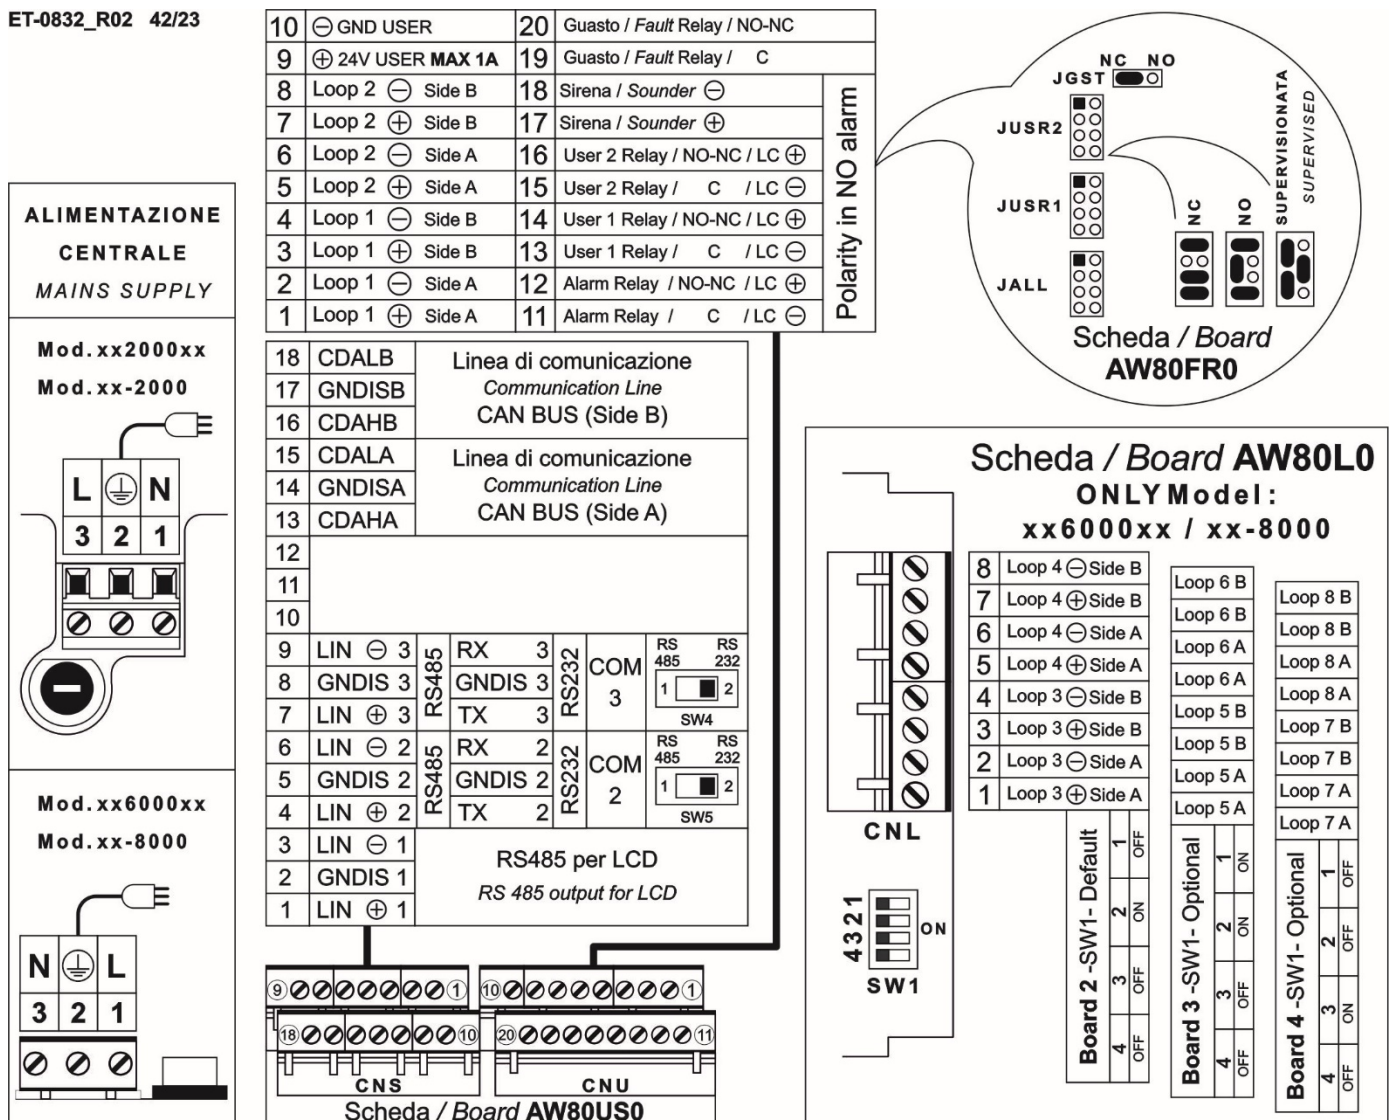 ET-0832_R02 42/23
10 ⊖ GND USER 20 Guasto / Fault Relay / NO-NC
9 ⊕ 24V USER MAX 1A 19 Guasto / Fault Relay / C
8 Loop 2 ⊖ Side B 18 Sirena / Sounder ⊖
7 Loop 2 ⊕ Side B 17 Sirena / Sounder ⊕
6 Loop 2 ⊖ Side A 16 User 2 Relay / NO-NC / LC ⊕
5 Loop 2 ⊕ Side A 15 User 2 Relay / C / LC ⊖
4 Loop 1 ⊖ Side B 14 User 1 Relay / NO-NC / LC ⊕
3 Loop 1 ⊕ Side B 13 User 1 Relay / C / LC ⊖
2 Loop 1 ⊖ Side A 12 Alarm Relay / NO-NC / LC ⊕
1 Loop 1 ⊕ Side A 11 Alarm Relay / C / LC ⊖
Polarity in NO alarm
NC NO
JGST
JUSR2
JUSR1
JALL
NC
NO
SUPERVISIONATA
SUPERVISED
Scheda / Board
AW80FR0
ALIMENTAZIONE
CENTRALE
MAINS SUPPLY
Mod.xx2000xx
Mod.xx-2000
L N
3 2 1
Mod.xx6000xx
Mod.xx-8000
N L
3 2 1
18 CDALB
17 GNDISB
16 CDAHB
Linea di comunicazione
Communication Line
CAN BUS (Side B)
15 CDALA
14 GNDISA
13 CDAHA
Linea di comunicazione
Communication Line
CAN BUS (Side A)
12
11
10
9 LIN ⊖ 3 RX 3
8 GNDIS 3 GNDIS 3
7 LIN ⊕ 3 TX 3
RS485
RS232
COM
3
RS RS
485 232
1 2
SW4
6 LIN ⊖ 2 RX 2
5 GNDIS 2 GNDIS 2
4 LIN ⊕ 2 TX 2
RS485
RS232
COM
2
RS RS
485 232
1 2
SW5
3 LIN ⊖ 1
2 GNDIS 1
1 LIN ⊕ 1
RS485 per LCD
RS 485 output for LCD
9 1 10 1
18 10 20 11
CNS CNU
Scheda / Board AW80US0
Scheda / Board AW80L0
ONLY Model:
xx6000xx / xx-8000
8 Loop 4 ⊖ Side B
7 Loop 4 ⊕ Side B
6 Loop 4 ⊖ Side A
5 Loop 4 ⊕ Side A
4 Loop 3 ⊖ Side B
3 Loop 3 ⊕ Side B
2 Loop 3 ⊖ Side A
1 Loop 3 ⊕ Side A
Loop 6 B
Loop 6 B
Loop 6 A
Loop 6 A
Loop 5 B
Loop 5 B
Loop 5 A
Loop 5 A
Loop 8 B
Loop 8 B
Loop 8 A
Loop 8 A
Loop 7 B
Loop 7 B
Loop 7 A
Loop 7 A
CNL
4321
ON
SW1
Board 2 -SW1- Default
4 3 2 1
OFF OFF ON OFF
Board 3 -SW1- Optional
4 3 2 1
OFF OFF ON ON
Board 4 -SW1- Optional
4 3 2 1
OFF ON OFF OFF